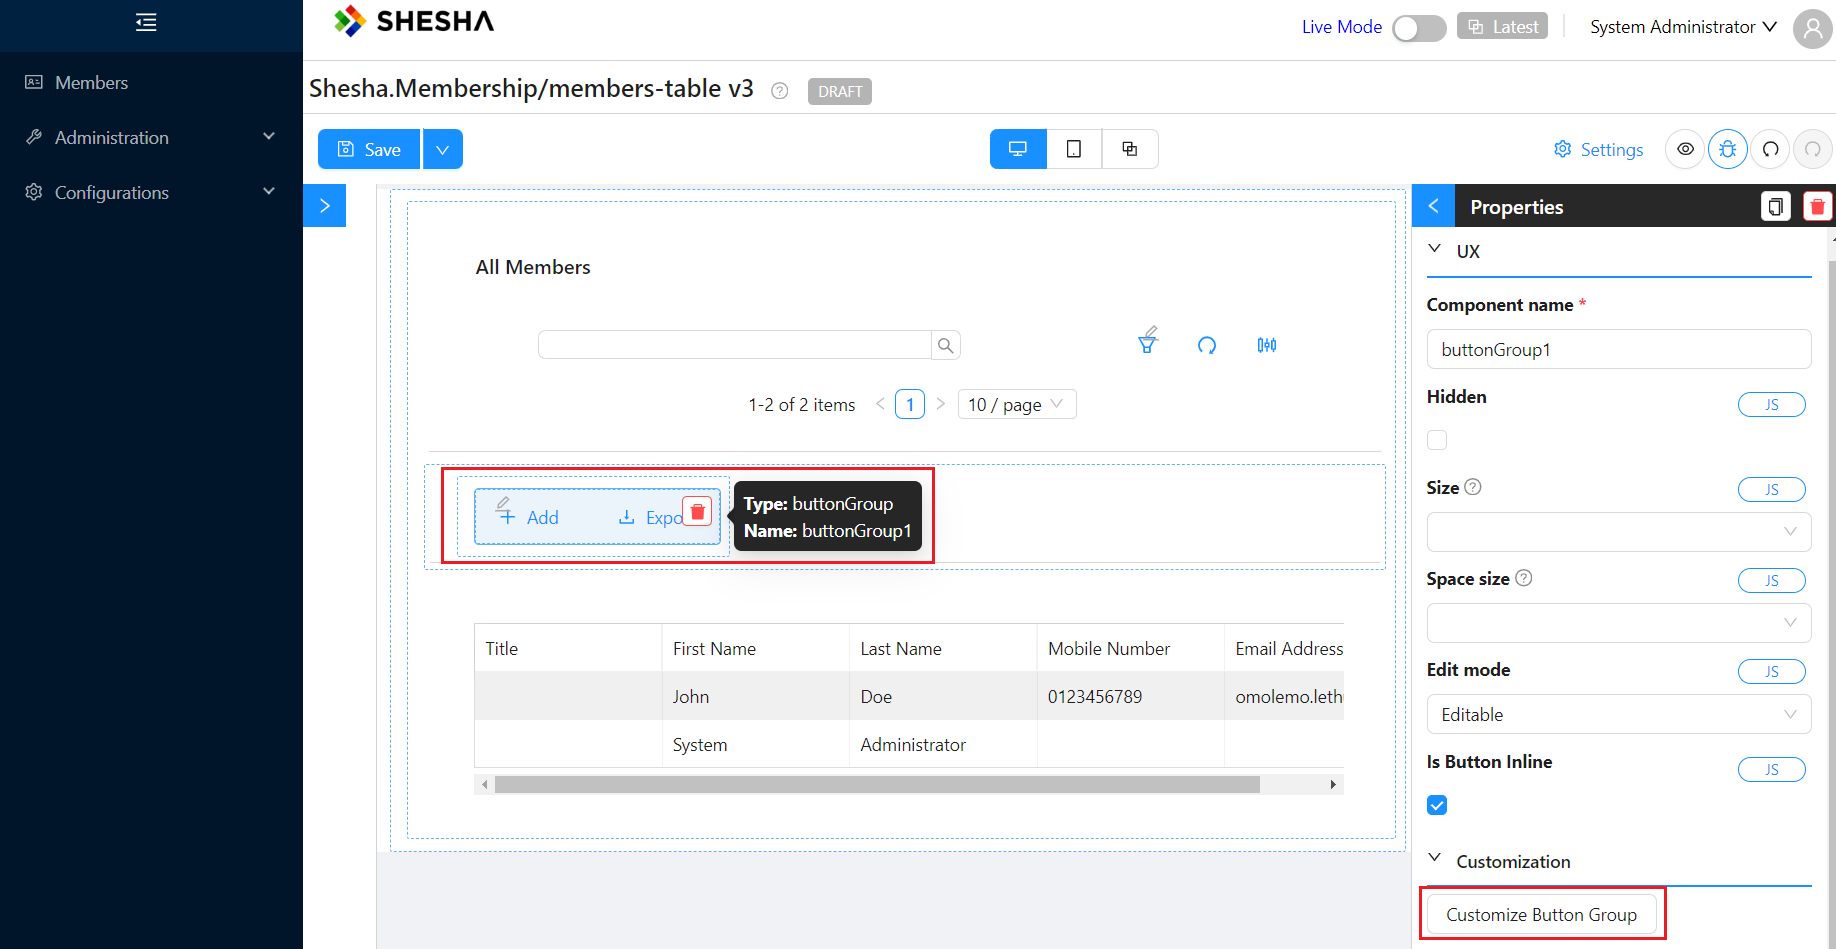 SHESHA
Live Mode
Latest
System Administrator
Members
Administration
Configurations
Shesha.Membership/members-table v3
DRAFT
Save
Settings
Properties
UX
Component name *
buttonGroup1
Hidden
JS
Size
JS
Space size
JS
Edit mode
JS
Editable
Is Button Inline
JS
Customization
Customize Button Group
All Members
1-2 of 2 items
1
10 / page
Add
Expo
Type: buttonGroup
Name: buttonGroup1
Title First Name Last Name Mobile Number Email Address
John Doe 0123456789 omolemo.leth
System Administrator